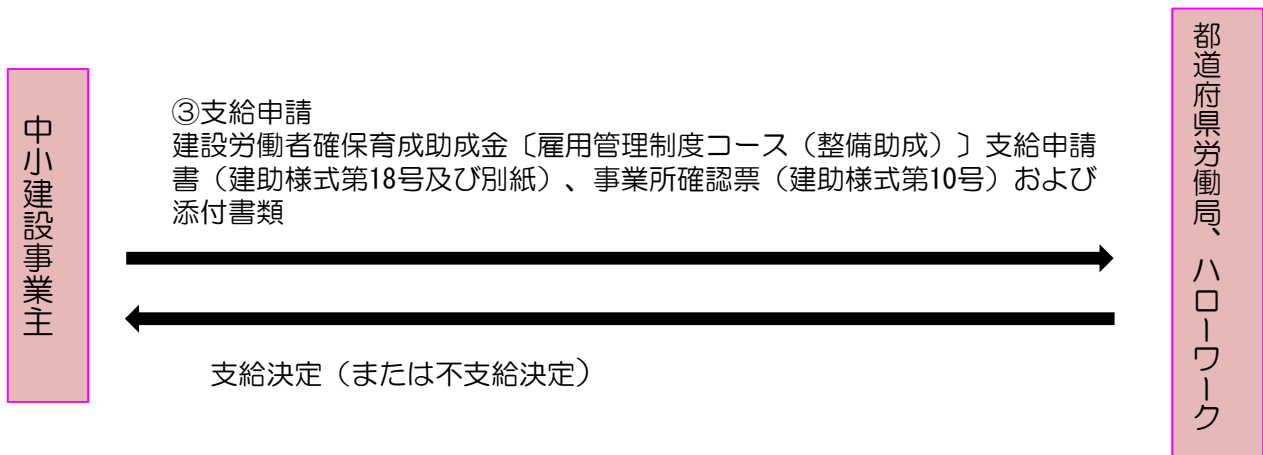 中小建設事業主
③支給申請
建設労働者確保育成助成金〔雇用管理制度コース（整備助成）〕支給申請
書（建助様式第18号及び別紙）、事業所確認票（建助様式第10号）および
添付書類
支給決定（または不支給決定）
都道府県労働局、ハローワーク